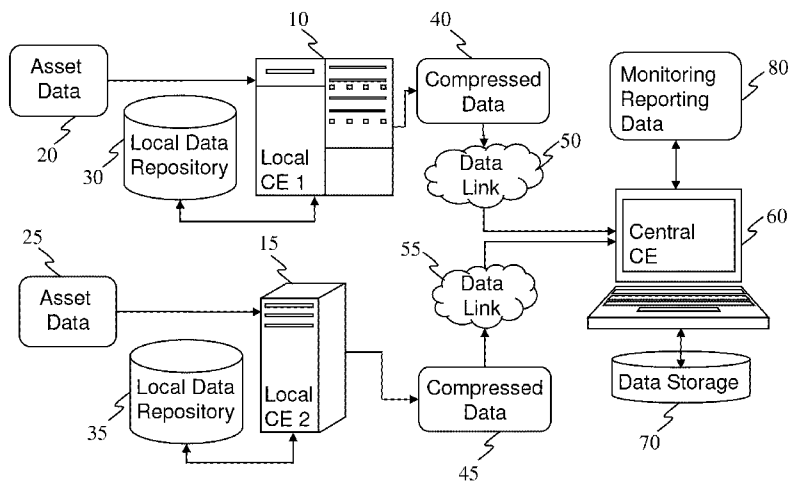 10
40
Asset
Data
20
30
Local Data
Repository
Local
CE 1
Compressed
Data
Data
Link
50
Monitoring
Reporting
Data
80
Central
CE
60
25
Asset
Data
15
55
Data
Link
Local Data
Repository
35
Local
CE 2
Compressed
Data
45
Data Storage
70